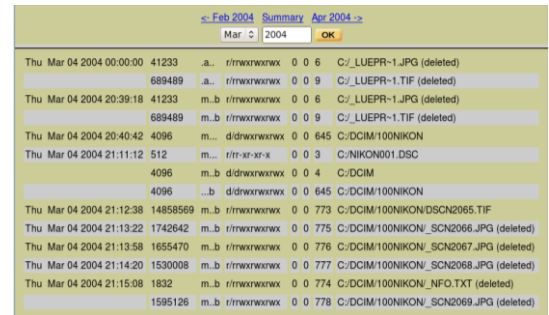 <- Feb 2004 Summary Apr 2004 ->
Mar 2004 OK
Thu Mar 04 2004 00:00:00 41233 .a.. r/rrwxrwxrwx 0 0 6 C:/_LUEPR~1.JPG (deleted)
689489 .a.. r/rrwxrwxrwx 0 0 9 C:/_LUEPR~1.TIF (deleted)
Thu Mar 04 2004 20:39:18 41233 m..b r/rrwxrwxrwx 0 0 6 C:/_LUEPR~1.JPG (deleted)
689489 m..b r/rrwxrwxrwx 0 0 9 C:/_LUEPR~1.TIF (deleted)
Thu Mar 04 2004 20:40:42 4096 m... d/drwxrwxrwx 0 0 645 C:/DCIM/100NIKON
Thu Mar 04 2004 21:11:12 512 m... r/rr-xr-xr-x 0 0 3 C:/NIKON001.DSC
4096 m..b d/drwxrwxrwx 0 0 4 C:/DCIM
4096 ...b d/drwxrwxrwx 0 0 645 C:/DCIM/100NIKON
Thu Mar 04 2004 21:12:38 14858569 m..b r/rrwxrwxrwx 0 0 773 C:/DCIM/100NIKON/DSCN2065.TIF
Thu Mar 04 2004 21:13:22 1742642 m..b r/rrwxrwxrwx 0 0 775 C:/DCIM/100NIKON/_SCN2066.JPG (deleted)
Thu Mar 04 2004 21:13:58 1655470 m..b r/rrwxrwxrwx 0 0 776 C:/DCIM/100NIKON/_SCN2067.JPG (deleted)
Thu Mar 04 2004 21:14:20 1530008 m..b r/rrwxrwxrwx 0 0 777 C:/DCIM/100NIKON/_SCN2068.JPG (deleted)
Thu Mar 04 2004 21:15:08 1832 m..b r/rrwxrwxrwx 0 0 774 C:/DCIM/100NIKON/_NFO.TXT (deleted)
1595126 m..b r/rrwxrwxrwx 0 0 778 C:/DCIM/100NIKON/_SCN2069.JPG (deleted)